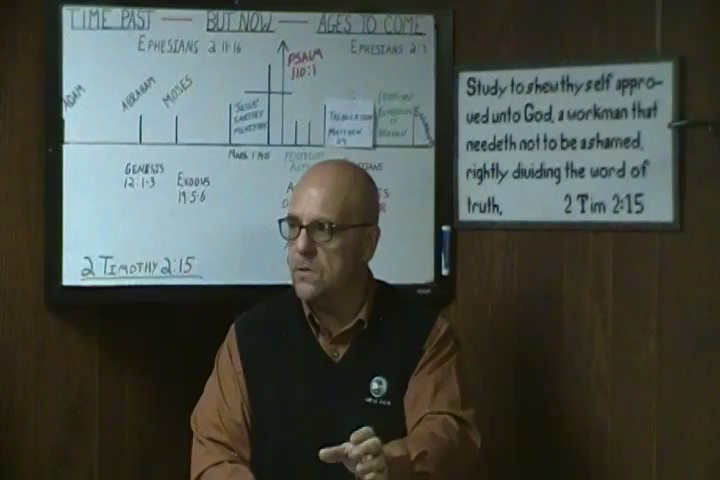 TIME PAST — BUT NOW — AGES TO COME
EPHESIANS 2:11-16
EPHESIANS 2:7
PSALM
110:1
ADAM
ABRAHAM
MOSES
JESUS'
EARTHLY
MINISTRY
TRIBULATION
MATTHEW
24
MARK 1:14,15
PENTECOST
GENESIS
12:1-3
EXODUS
19:5-6
2 TIMOTHY 2:15
Study to shew thyself appro-
ved unto God, a workman that
needeth not to be ashamed,
rightly dividing the word of
truth. 2 Tim 2:15